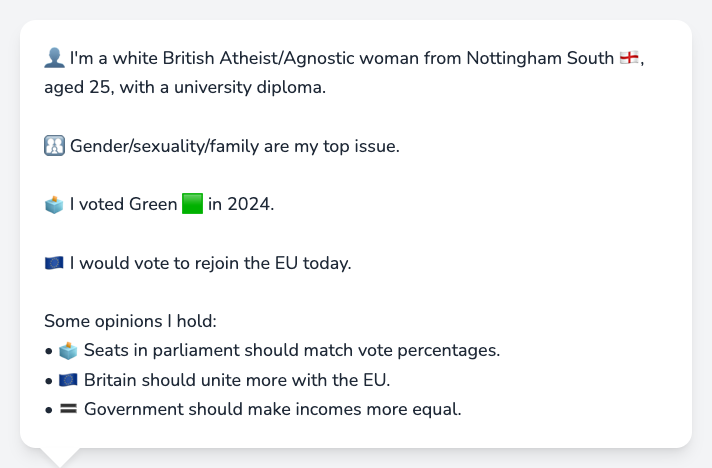 👤 I'm a white British Atheist/Agnostic woman from Nottingham South 🏴󠁧󠁢󠁥󠁮󠁧󠁿,
aged 25, with a university diploma.
🚻 Gender/sexuality/family are my top issue.
🗳️ I voted Green 🟩 in 2024.
🇪🇺 I would vote to rejoin the EU today.
Some opinions I hold:
• 🗳️ Seats in parliament should match vote percentages.
• 🇪🇺 Britain should unite more with the EU.
• 🟰 Government should make incomes more equal.